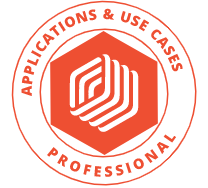 APPLICATIONS & USE CASES
PROFESSIONAL